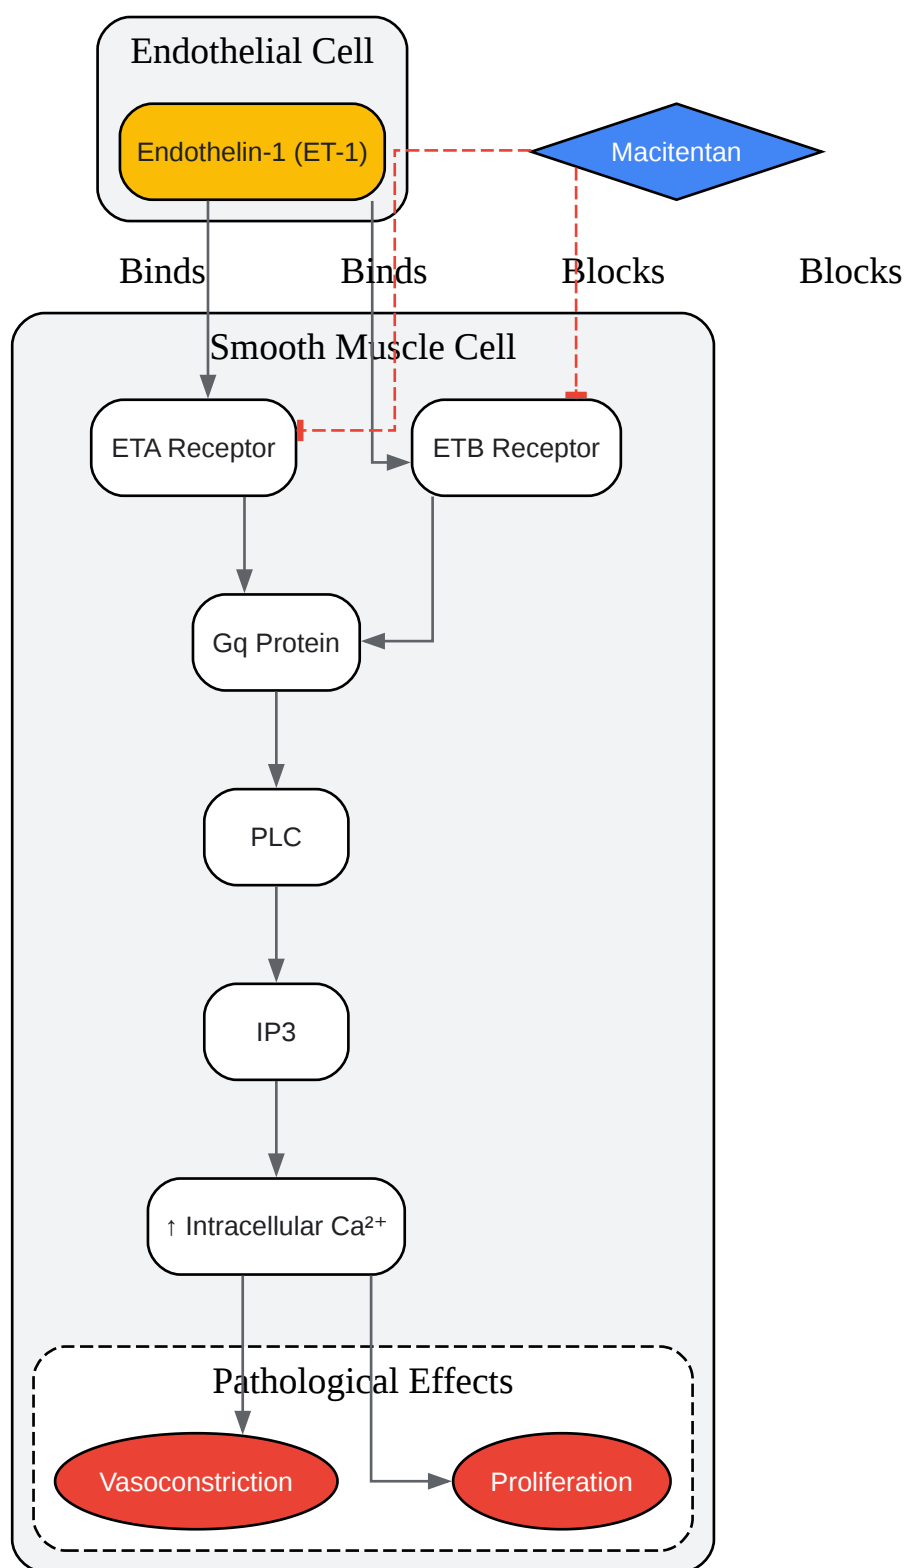 Endothelial Cell
Endothelin-1 (ET-1)
Macitentan
Binds
Binds
Blocks
Blocks
Smooth Muscle Cell
ETA Receptor
ETB Receptor
Gq Protein
PLC
IP3
↑ Intracellular Ca²⁺
Pathological Effects
Vasoconstriction
Proliferation